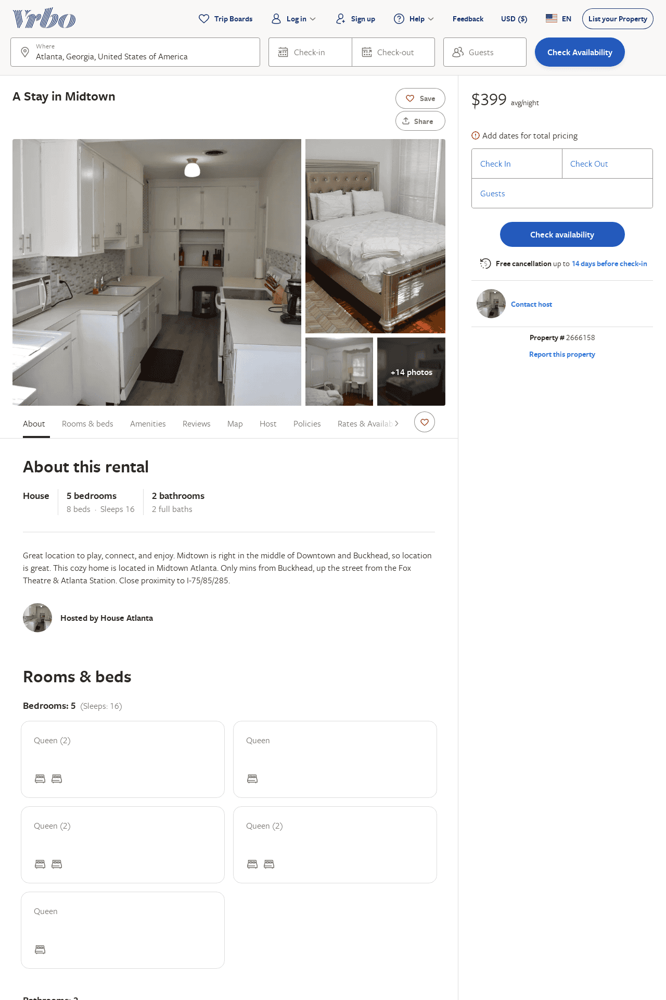 Vrbo
Trip Boards
Log in
Sign up
Help
Feedback
USD ($)
EN
List your Property
Where
Atlanta, Georgia, United States of America
Check-in
Check-out
Guests
Check Availability
A Stay in Midtown
Save
Share
+14 photos
About
Rooms & beds
Amenities
Reviews
Map
Host
Policies
Rates & Availab
About this rental
House
5 bedrooms
8 beds · Sleeps 16
2 bathrooms
2 full baths
Great location to play, connect, and enjoy. Midtown is right in the middle of Downtown and Buckhead, so location
is great. This cozy home is located in Midtown Atlanta. Only mins from Buckhead, up the street from the Fox
Theatre & Atlanta Station. Close proximity to I-75/85/285.
Hosted by House Atlanta
Rooms & beds
Bedrooms: 5 (Sleeps: 16)
Queen (2)
Queen
Queen (2)
Queen (2)
Queen
Bathrooms: 2
$399 avg/night
Add dates for total pricing
Check In
Check Out
Guests
Check availability
Free cancellation up to 14 days before check-in
Contact host
Property # 2666158
Report this property